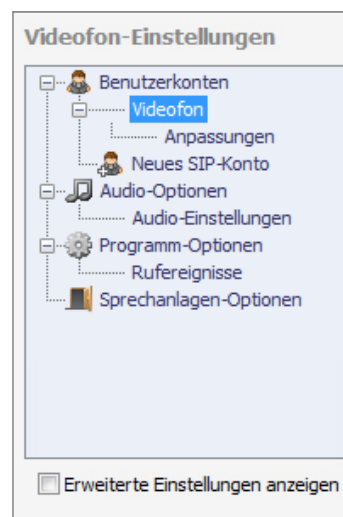 Videofon-Einstellungen
Benutzerkonten
Videofon
Anpassungen
Neues SIP-Konto
Audio-Optionen
Audio-Einstellungen
Programm-Optionen
Rufereignisse
Sprechanlagen-Optionen
Erweiterte Einstellungen anzeigen